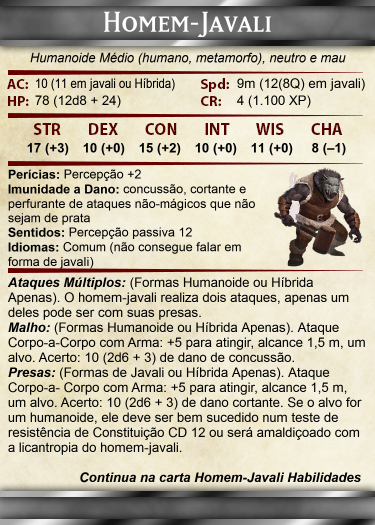 Homem-Javali
Humanoide Médio (humano, metamorfo), neutro e mau
AC: 10 (11 em javali ou Híbrida) Spd: 9m (12(8Q) em javali)
HP: 78 (12d8 + 24) CR: 4 (1.100 XP)
STR DEX CON INT WIS CHA
17 (+3) 10 (+0) 15 (+2) 10 (+0) 11 (+0) 8 (–1)
Perícias: Percepção +2
Imunidade a Dano: concussão, cortante e
perfurante de ataques não-mágicos que não
sejam de prata
Sentidos: Percepção passiva 12
Idiomas: Comum (não consegue falar em
forma de javali)
Ataques Múltiplos: (Formas Humanoide ou Híbrida
Apenas). O homem-javali realiza dois ataques, apenas um
deles pode ser com suas presas.
Malho: (Formas Humanoide ou Híbrida Apenas). Ataque
Corpo-a-Corpo com Arma: +5 para atingir, alcance 1,5 m, um
alvo. Acerto: 10 (2d6 + 3) de dano de concussão.
Presas: (Formas de Javali ou Híbrida Apenas). Ataque
Corpo-a- Corpo com Arma: +5 para atingir, alcance 1,5 m,
um alvo. Acerto: 10 (2d6 + 3) de dano cortante. Se o alvo for
um humanoide, ele deve ser bem sucedido num teste de
resistência de Constituição CD 12 ou será amaldiçoado com
a licantropia do homem-javali.
Continua na carta Homem-Javali Habilidades